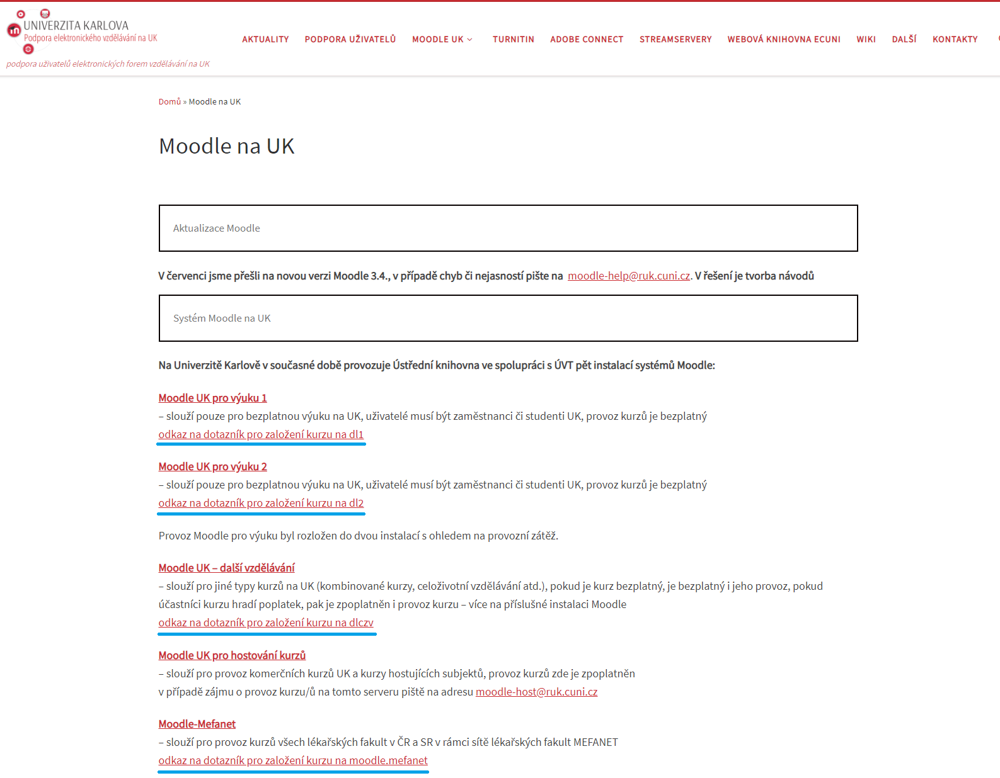 UNIVERZITA KARLOVA
Podpora elektronického vzdělávání na UK
podpora uživatelů elektronických forem vzdělávání na UK
AKTUALITY PODPORA UŽIVATELŮ MOODLE UK TURNITIN ADOBE CONNECT STREAMSERVERY WEBOVÁ KNIHOVNA ECUNI WIKI DALŠÍ KONTAKTY
Domů » Moodle na UK
Moodle na UK
Aktualizace Moodle
V červenci jsme přešli na novou verzi Moodle 3.4., v případě chyb či nejasností pište na moodle-help@ruk.cuni.cz. V řešení je tvorba návodů
Systém Moodle na UK
Na Univerzitě Karlově v současné době provozuje Ústřední knihovna ve spolupráci s ÚVT pět instalací systémů Moodle:
Moodle UK pro výuku 1
– slouží pouze pro bezplatnou výuku na UK, uživatelé musí být zaměstnanci či studenti UK, provoz kurzů je bezplatný
odkaz na dotazník pro založení kurzu na dl1
Moodle UK pro výuku 2
– slouží pouze pro bezplatnou výuku na UK, uživatelé musí být zaměstnanci či studenti UK, provoz kurzů je bezplatný
odkaz na dotazník pro založení kurzu na dl2
Provoz Moodle pro výuku byl rozložen do dvou instalací s ohledem na provozní zátěž.
Moodle UK – další vzdělávání
– slouží pro jiné typy kurzů na UK (kombinované kurzy, celoživotní vzdělávání atd.), pokud je kurz bezplatný, je bezplatný i jeho provoz, pokud
účastníci kurzu hradí poplatek, pak je zpoplatněn i provoz kurzu – více na příslušné instalaci Moodle
odkaz na dotazník pro založení kurzu na dlczv
Moodle UK pro hostování kurzů
– slouží pro provoz komerčních kurzů UK a kurzy hostujících subjektů, provoz kurzů zde je zpoplatněn
v případě zájmu o provoz kurzu/ů na tomto serveru piště na adresu moodle-host@ruk.cuni.cz
Moodle-Mefanet
– slouží pro provoz kurzů všech lékařských fakult v ČR a SR v rámci sítě lékařských fakult MEFANET
odkaz na dotazník pro založení kurzu na moodle.mefanet